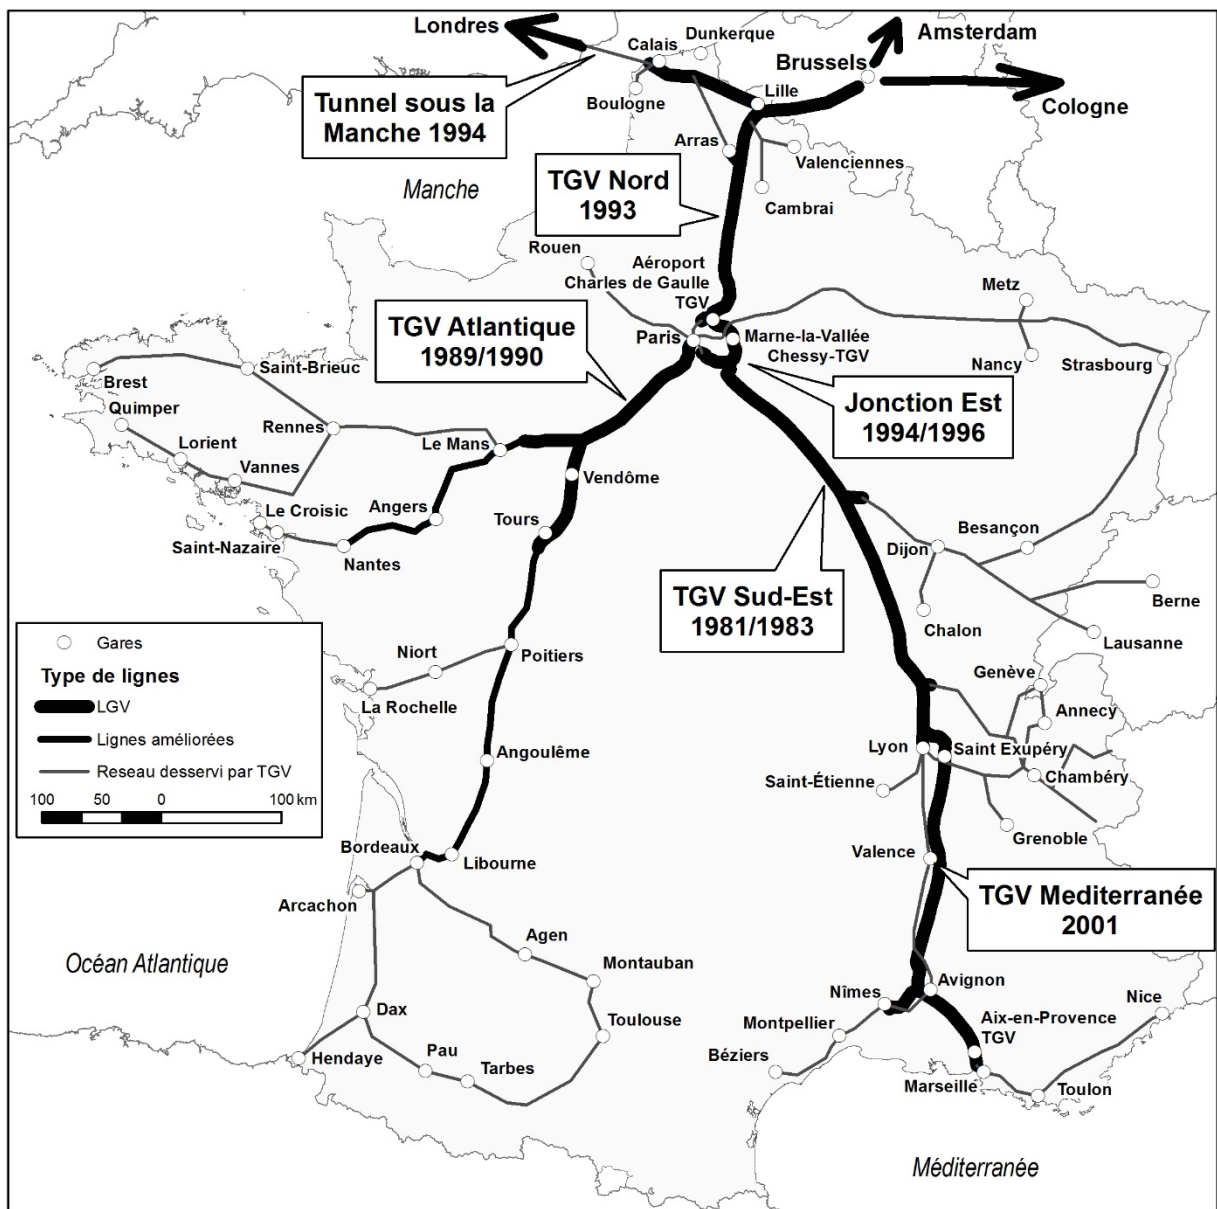 Londres
Calais
Dunkerque
Amsterdam
Brussels
Cologne
Tunnel sous la
Manche 1994
Boulogne
Lille
Arras
Valenciennes
Manche
TGV Nord
1993
Cambrai
Rouen
Aéroport
Charles de Gaulle
TGV
Metz
TGV Atlantique
1989/1990
Paris
Marne-la-Vallée
Chessy-TGV
Nancy
Strasbourg
Brest
Saint-Brieuc
Quimper
Jonction Est
1994/1996
Rennes
Le Mans
Lorient
Vannes
Vendôme
Le Croisic
Angers
Tours
Besançon
Saint-Nazaire
Nantes
Dijon
TGV Sud-Est
1981/1983
Berne
Chalon
Lausanne
Gares
Type de lignes
LGV
Lignes améliorées
Reseau desservi par TGV
100 50 0 100 km
Niort
Poitiers
La Rochelle
Genève
Annecy
Angoulême
Lyon
Saint Exupéry
Saint-Étienne
Chambéry
Grenoble
Bordeaux
Libourne
Valence
Arcachon
TGV Mediterranée
2001
Agen
Océan Atlantique
Montauban
Avignon
Nîmes
Nice
Dax
Toulouse
Montpellier
Aix-en-Provence
TGV
Hendaye
Pau
Tarbes
Béziers
Marseille
Toulon
Méditerranée